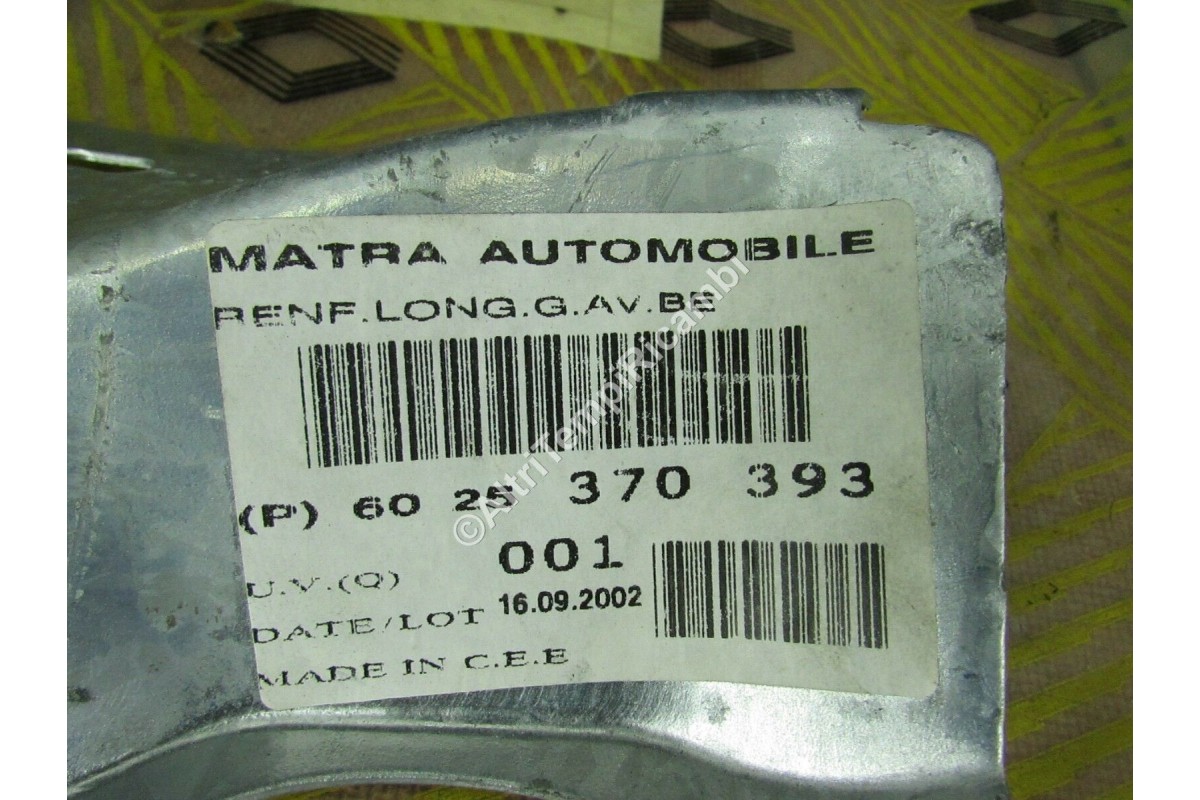 MATRA AUTOMOBILE
RENF.LONG.G.AV.BE
(P) 60 25 370 393
U.V.(Q) 001
DATE/LOT 16.09.2002
MADE IN C.E.E
©AltriTempiRicambi